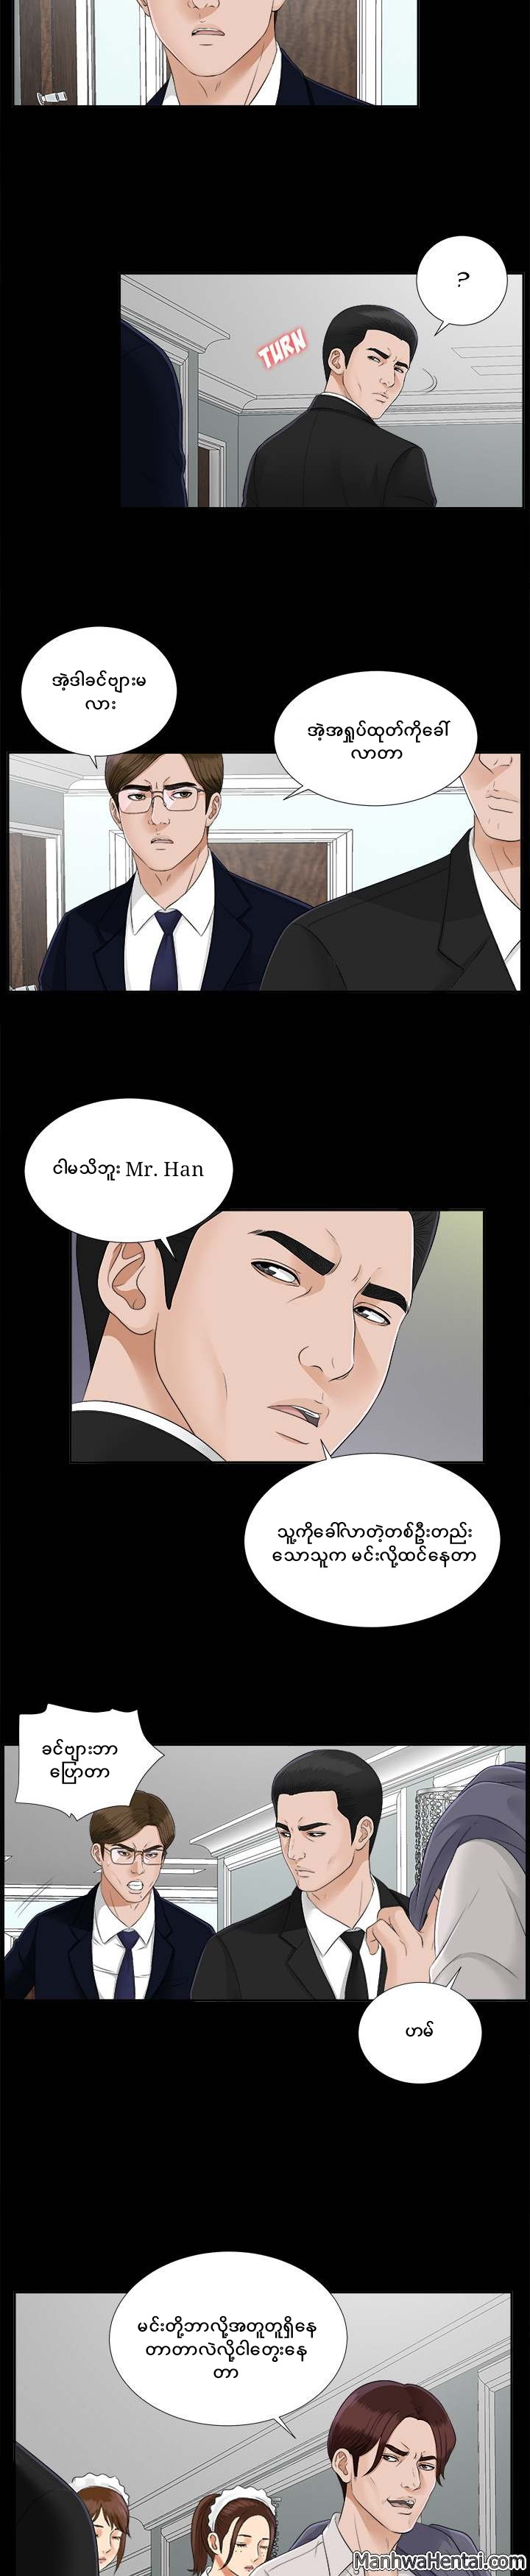 ?
TURN
အဲ့ဒါခင်ဗျားမ
လား
အဲ့အရှုပ်ထုတ်ကိုခေါ်
လာတာ
ငါမသိဘူး Mr. Han
သူ့ကိုခေါ်လာတဲ့တစ်ဦးတည်း
သောသူက မင်းလို့ထင်နေတာ
ခင်ဗျားဘာ
ပြောတာ
ဟမ်
မင်းတို့ဘာလို့အတူတူရှိနေ
တာတာလဲလို့ငါတွေးနေ
တာ
ManhwaHentai.com